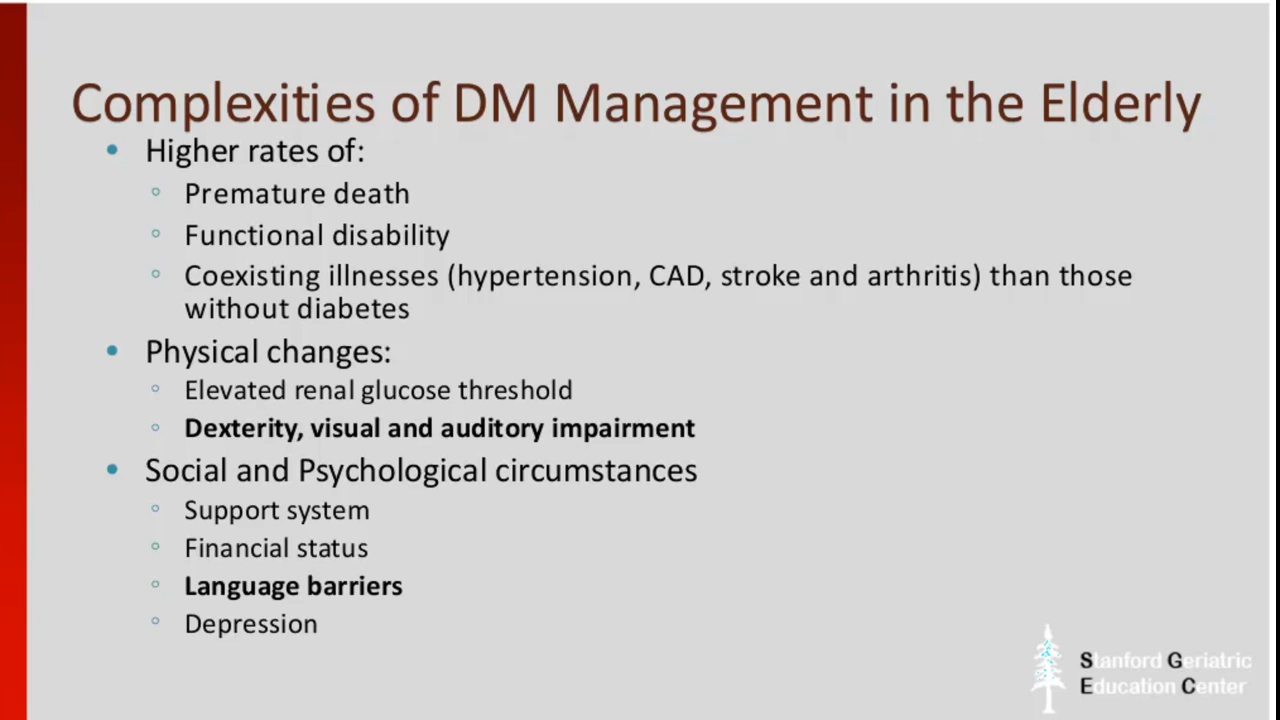 Complexities of DM Management in the Elderly
• Higher rates of:
◦ Premature death
◦ Functional disability
◦ Coexisting illnesses (hypertension, CAD, stroke and arthritis) than those
without diabetes
• Physical changes:
◦ Elevated renal glucose threshold
◦ Dexterity, visual and auditory impairment
• Social and Psychological circumstances
◦ Support system
◦ Financial status
◦ Language barriers
◦ Depression
Stanford Geriatric
Education Center